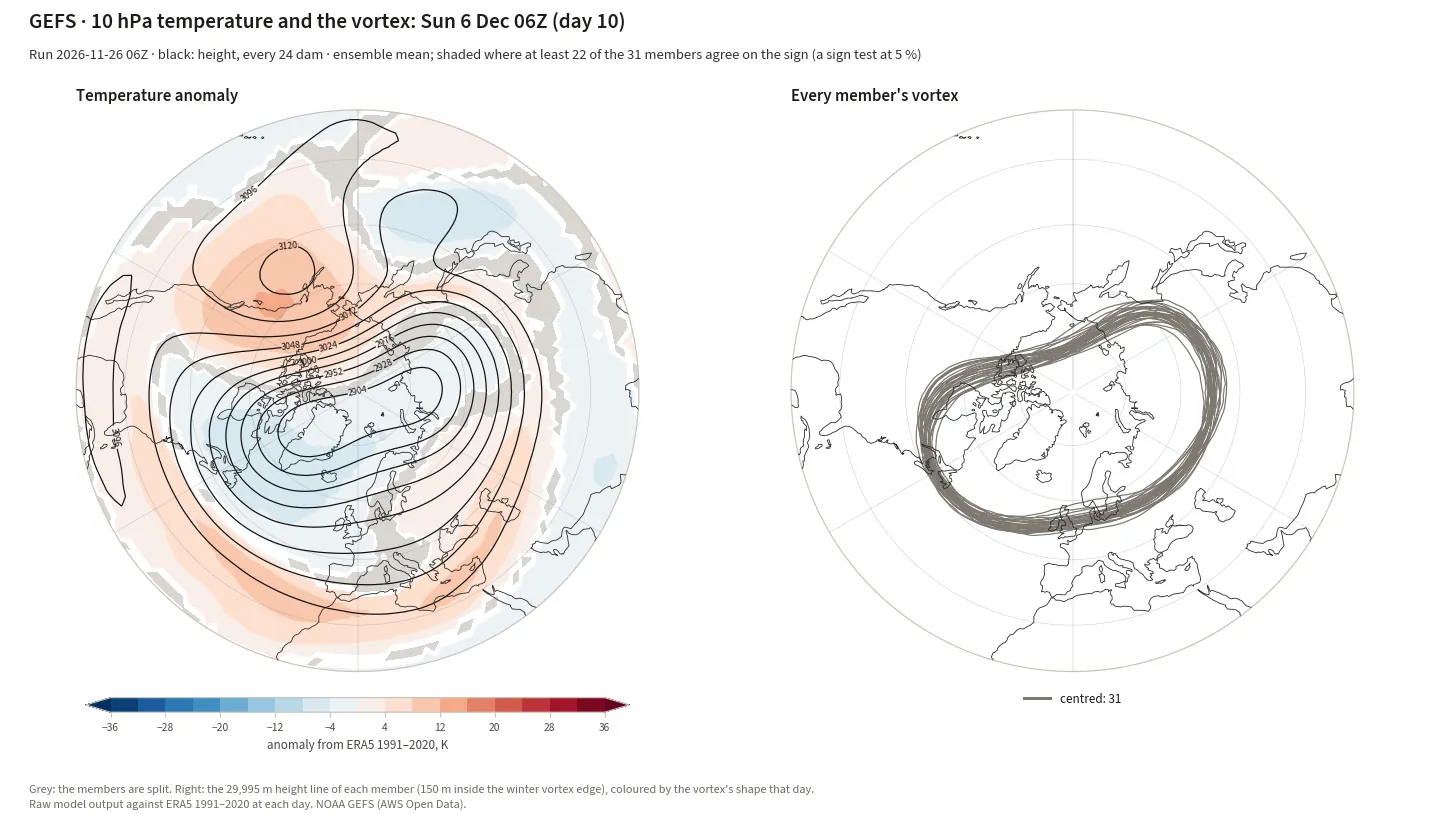 GEFS · 10 hPa temperature and the vortex: Sun 6 Dec 06Z (day 10)
Run 2026-11-26 06Z · black: height, every 24 dam · ensemble mean; shaded where at least 22 of the 31 members agree on the sign (a sign test at 5 %)
Temperature anomaly
Every member's vortex
3096
3120
3072
3048
3024
3000
2976
2952
2928
2904
−36 −28 −20 −12 −4 4 12 20 28 36
anomaly from ERA5 1991–2020, K
centred: 31
Grey: the members are split. Right: the 29,995 m height line of each member (150 m inside the winter vortex edge), coloured by the vortex's shape that day.
Raw model output against ERA5 1991–2020 at each day. NOAA GEFS (AWS Open Data).